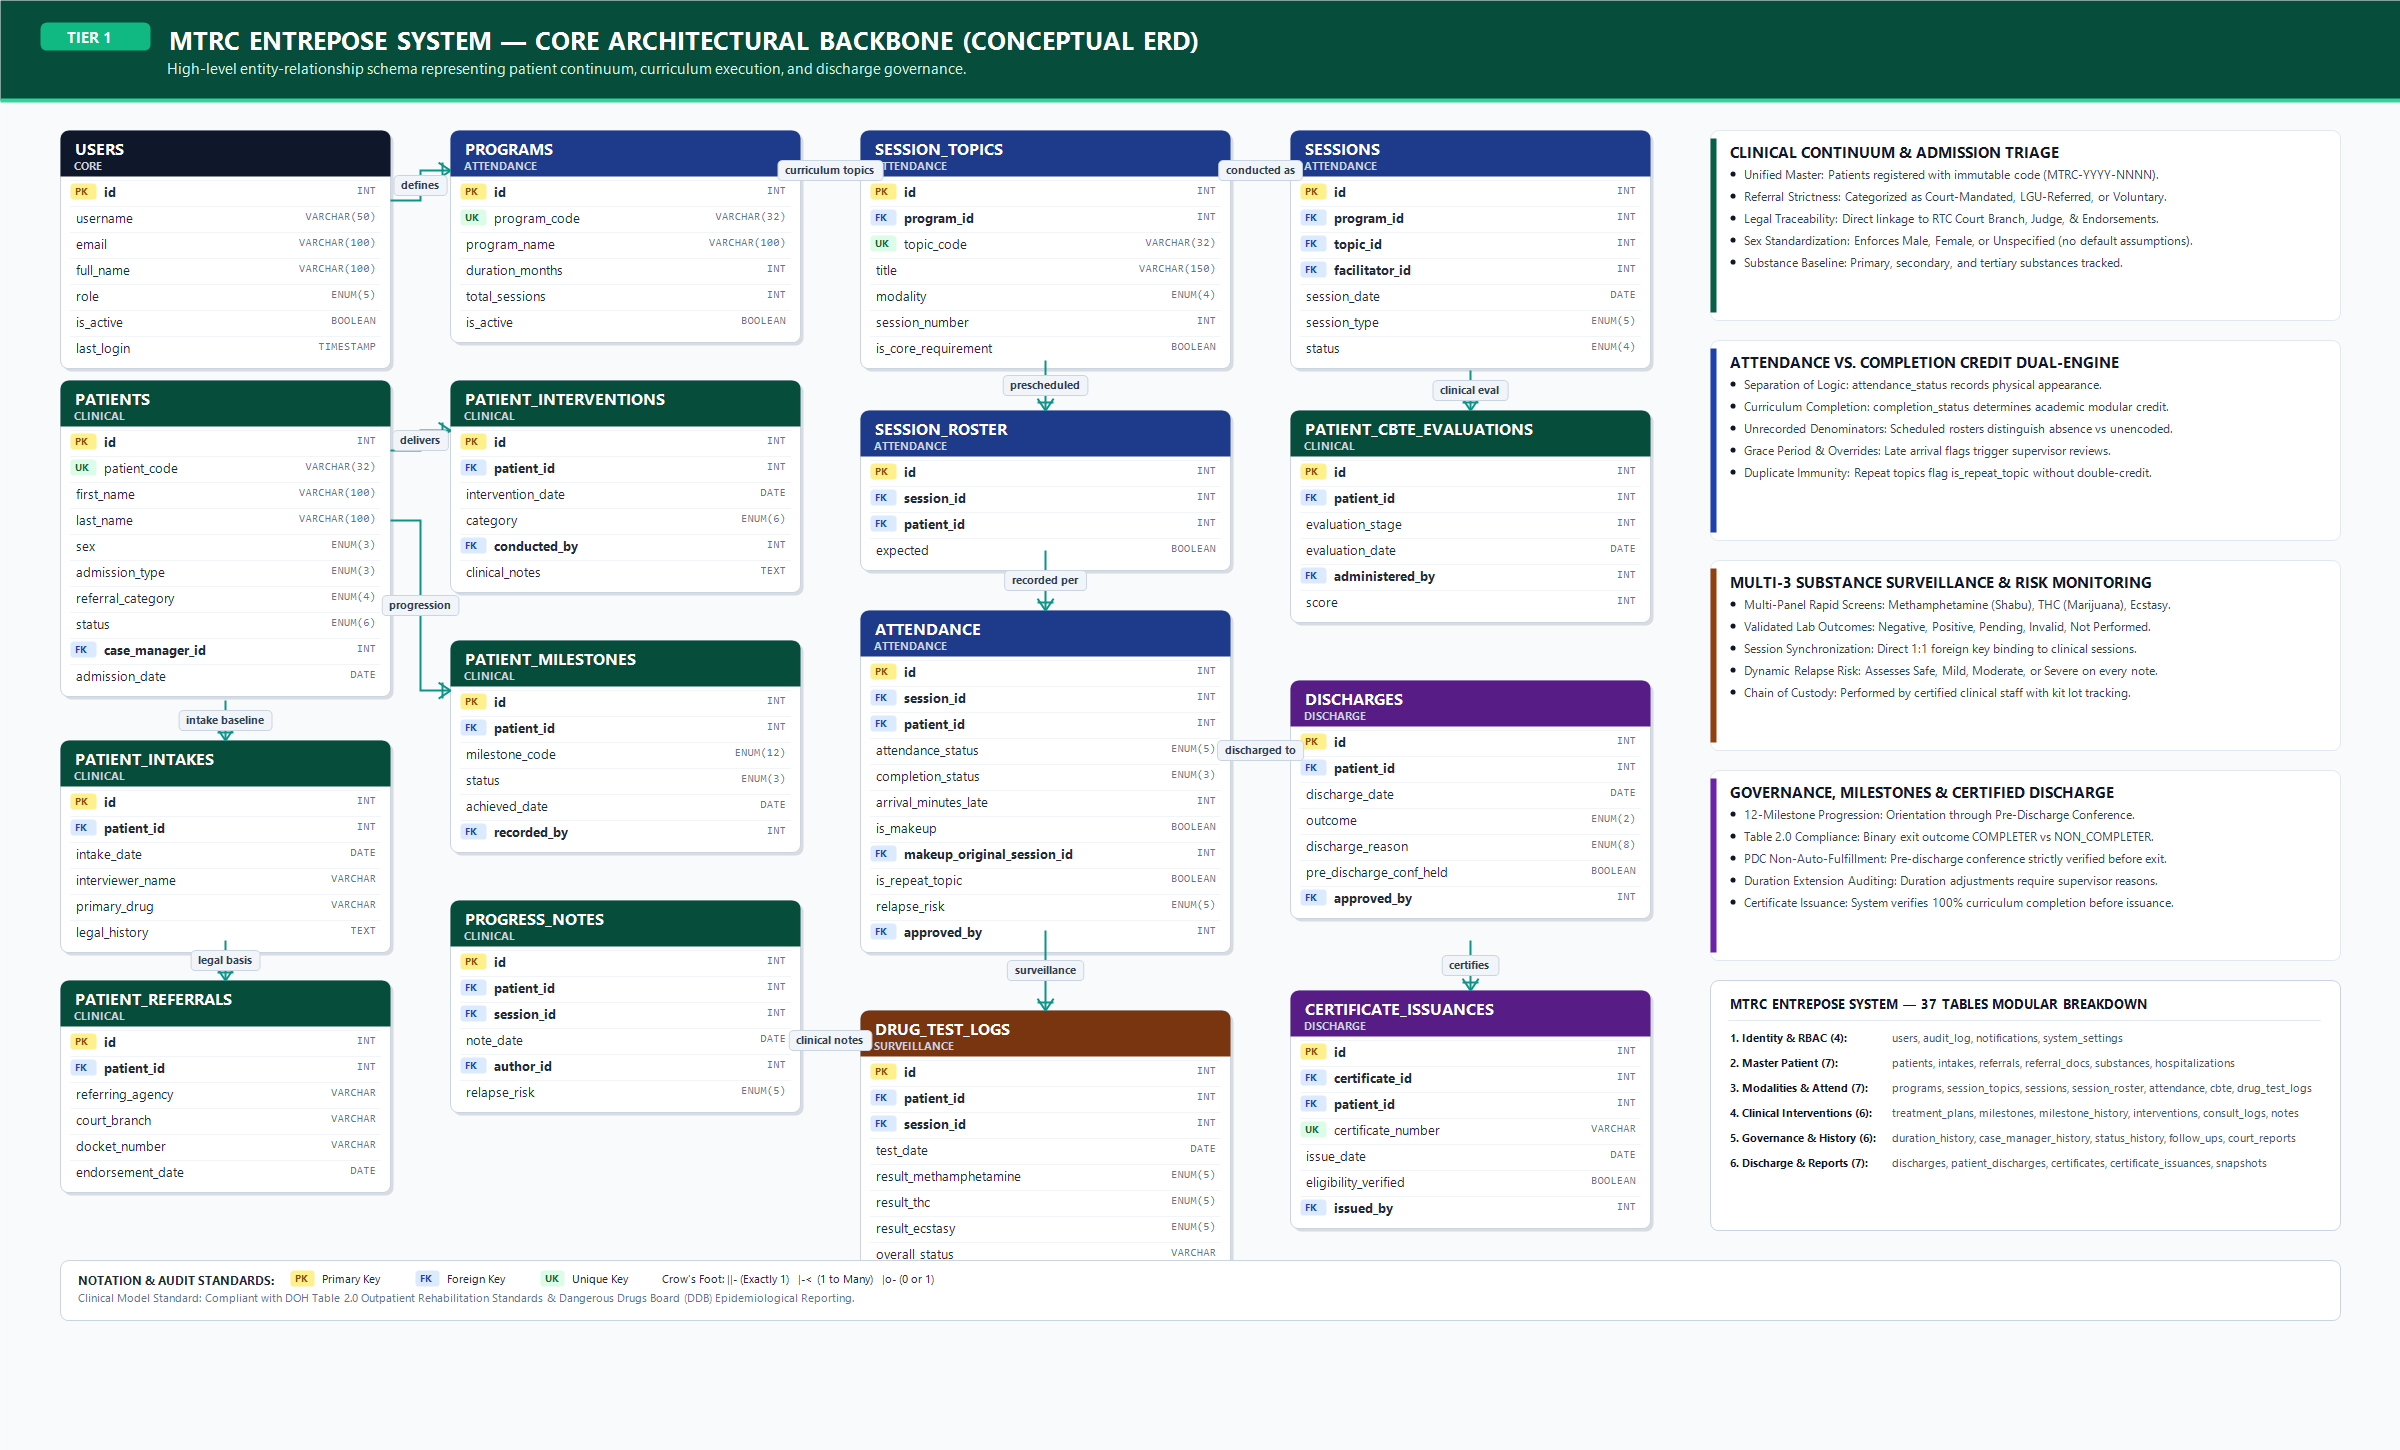 TIER 1
MTRC ENTREPOSE SYSTEM — CORE ARCHITECTURAL BACKBONE (CONCEPTUAL ERD)
High-level entity-relationship schema representing patient continuum, curriculum execution, and discharge governance.
USERS
CORE
PK id INT
username VARCHAR(50)
email VARCHAR(100)
full_name VARCHAR(100)
role ENUM(5)
is_active BOOLEAN
last_login TIMESTAMP
defines
PROGRAMS
ATTENDANCE
PK id INT
UK program_code VARCHAR(32)
program_name VARCHAR(100)
duration_months INT
total_sessions INT
is_active BOOLEAN
curriculum topics
SESSION_TOPICS
ATTENDANCE
PK id INT
FK program_id INT
UK topic_code VARCHAR(32)
title VARCHAR(150)
modality ENUM(4)
session_number INT
is_core_requirement BOOLEAN
conducted as
SESSIONS
ATTENDANCE
PK id INT
FK program_id INT
FK topic_id INT
FK facilitator_id INT
session_date DATE
session_type ENUM(5)
status ENUM(4)
PATIENTS
CLINICAL
PK id INT
UK patient_code VARCHAR(32)
first_name VARCHAR(100)
last_name VARCHAR(100)
sex ENUM(3)
admission_type ENUM(3)
referral_category ENUM(4)
status ENUM(6)
FK case_manager_id INT
admission_date DATE
delivers
progression
PATIENT_INTERVENTIONS
CLINICAL
PK id INT
FK patient_id INT
intervention_date DATE
category ENUM(6)
FK conducted_by INT
clinical_notes TEXT
prescheduled
SESSION_ROSTER
ATTENDANCE
PK id INT
FK session_id INT
FK patient_id INT
expected BOOLEAN
recorded per
clinical eval
PATIENT_CBTE_EVALUATIONS
CLINICAL
PK id INT
FK patient_id INT
evaluation_stage INT
evaluation_date DATE
FK administered_by INT
score INT
intake baseline
PATIENT_INTAKES
CLINICAL
PK id INT
FK patient_id INT
intake_date DATE
interviewer_name VARCHAR
primary_drug VARCHAR
legal_history TEXT
legal basis
PATIENT_REFERRALS
CLINICAL
PK id INT
FK patient_id INT
referring_agency VARCHAR
court_branch VARCHAR
docket_number VARCHAR
endorsement_date DATE
PATIENT_MILESTONES
CLINICAL
PK id INT
FK patient_id INT
milestone_code ENUM(12)
status ENUM(3)
achieved_date DATE
FK recorded_by INT
PROGRESS_NOTES
CLINICAL
PK id INT
FK patient_id INT
FK session_id INT
note_date DATE
FK author_id INT
relapse_risk ENUM(5)
clinical notes
ATTENDANCE
ATTENDANCE
PK id INT
FK session_id INT
FK patient_id INT
attendance_status ENUM(5)
completion_status ENUM(3)
arrival_minutes_late INT
is_makeup BOOLEAN
FK makeup_original_session_id INT
is_repeat_topic BOOLEAN
relapse_risk ENUM(5)
FK approved_by INT
surveillance
DRUG_TEST_LOGS
SURVEILLANCE
PK id INT
FK patient_id INT
FK session_id INT
test_date DATE
result_methamphetamine ENUM(5)
result_thc ENUM(5)
result_ecstasy ENUM(5)
overall_status VARCHAR
discharged to
DISCHARGES
DISCHARGE
PK id INT
FK patient_id INT
discharge_date DATE
outcome ENUM(2)
discharge_reason ENUM(8)
pre_discharge_conf_held BOOLEAN
FK approved_by INT
certifies
CERTIFICATE_ISSUANCES
DISCHARGE
PK id INT
FK certificate_id INT
FK patient_id INT
UK certificate_number VARCHAR
issue_date DATE
eligibility_verified BOOLEAN
FK issued_by INT
CLINICAL CONTINUUM & ADMISSION TRIAGE
• Unified Master: Patients registered with immutable code (MTRC-YYYY-NNNN).
• Referral Strictness: Categorized as Court-Mandated, LGU-Referred, or Voluntary.
• Legal Traceability: Direct linkage to RTC Court Branch, Judge, & Endorsements.
• Sex Standardization: Enforces Male, Female, or Unspecified (no default assumptions).
• Substance Baseline: Primary, secondary, and tertiary substances tracked.
ATTENDANCE VS. COMPLETION CREDIT DUAL-ENGINE
• Separation of Logic: attendance_status records physical appearance.
• Curriculum Completion: completion_status determines academic modular credit.
• Unrecorded Denominators: Scheduled rosters distinguish absence vs unencoded.
• Grace Period & Overrides: Late arrival flags trigger supervisor reviews.
• Duplicate Immunity: Repeat topics flag is_repeat_topic without double-credit.
MULTI-3 SUBSTANCE SURVEILLANCE & RISK MONITORING
• Multi-Panel Rapid Screens: Methamphetamine (Shabu), THC (Marijuana), Ecstasy.
• Validated Lab Outcomes: Negative, Positive, Pending, Invalid, Not Performed.
• Session Synchronization: Direct 1:1 foreign key binding to clinical sessions.
• Dynamic Relapse Risk: Assesses Safe, Mild, Moderate, or Severe on every note.
• Chain of Custody: Performed by certified clinical staff with kit lot tracking.
GOVERNANCE, MILESTONES & CERTIFIED DISCHARGE
• 12-Milestone Progression: Orientation through Pre-Discharge Conference.
• Table 2.0 Compliance: Binary exit outcome COMPLETER vs NON_COMPLETER.
• PDC Non-Auto-Fulfillment: Pre-discharge conference strictly verified before exit.
• Duration Extension Auditing: Duration adjustments require supervisor reasons.
• Certificate Issuance: System verifies 100% curriculum completion before issuance.
MTRC ENTREPOSE SYSTEM — 37 TABLES MODULAR BREAKDOWN
1. Identity & RBAC (4): users, audit_log, notifications, system_settings
2. Master Patient (7): patients, intakes, referrals, referral_docs, substances, hospitalizations
3. Modalities & Attend (7): programs, session_topics, sessions, session_roster, attendance, cbte, drug_test_logs
4. Clinical Interventions (6): treatment_plans, milestones, milestone_history, interventions, consult_logs, notes
5. Governance & History (6): duration_history, case_manager_history, status_history, follow_ups, court_reports
6. Discharge & Reports (7): discharges, patient_discharges, certificates, certificate_issuances, snapshots
NOTATION & AUDIT STANDARDS: PK Primary Key FK Foreign Key UK Unique Key Crow's Foot: ||- (Exactly 1) |-< (1 to Many) |o- (0 or 1)
Clinical Model Standard: Compliant with DOH Table 2.0 Outpatient Rehabilitation Standards & Dangerous Drugs Board (DDB) Epidemiological Reporting.